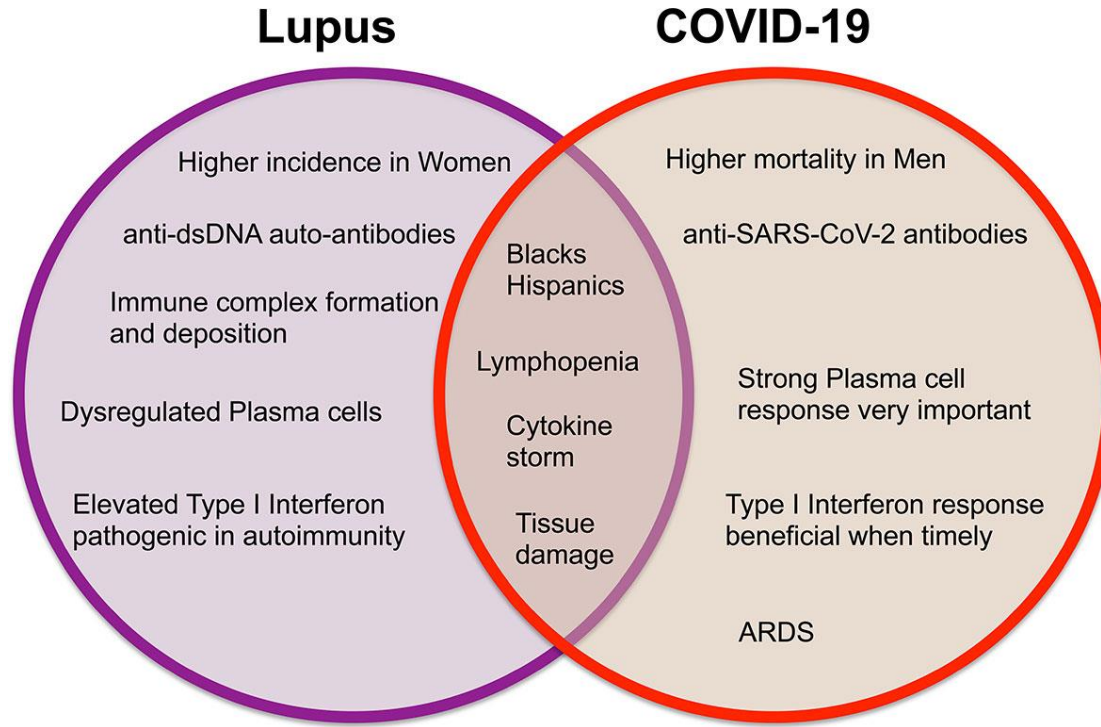 Lupus
COVID-19
Higher incidence in Women
anti-dsDNA auto-antibodies
Immune complex formation
and deposition
Dysregulated Plasma cells
Elevated Type I Interferon
pathogenic in autoimmunity
Blacks
Hispanics
Lymphopenia
Cytokine
storm
Tissue
damage
Higher mortality in Men
anti-SARS-CoV-2 antibodies
Strong Plasma cell
response very important
Type I Interferon response
beneficial when timely
ARDS